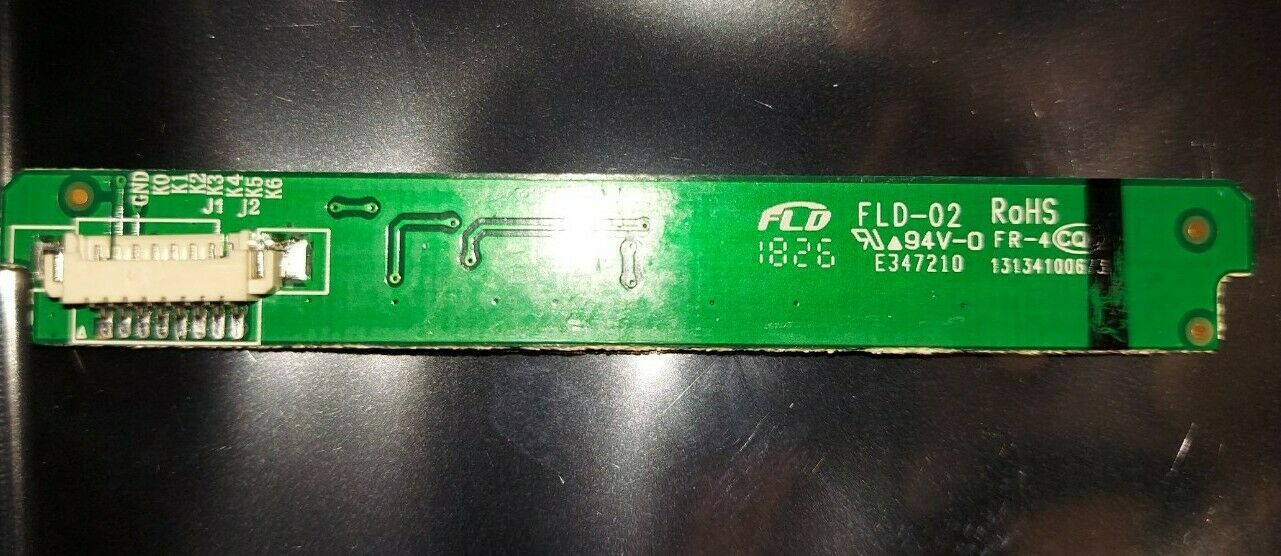 GND
K0
K1
K2
K3
K4
K5
K6
J1 J2
FLD
1826
FLD-02
94V-0
E347210
RoHS
FR-4 CQ